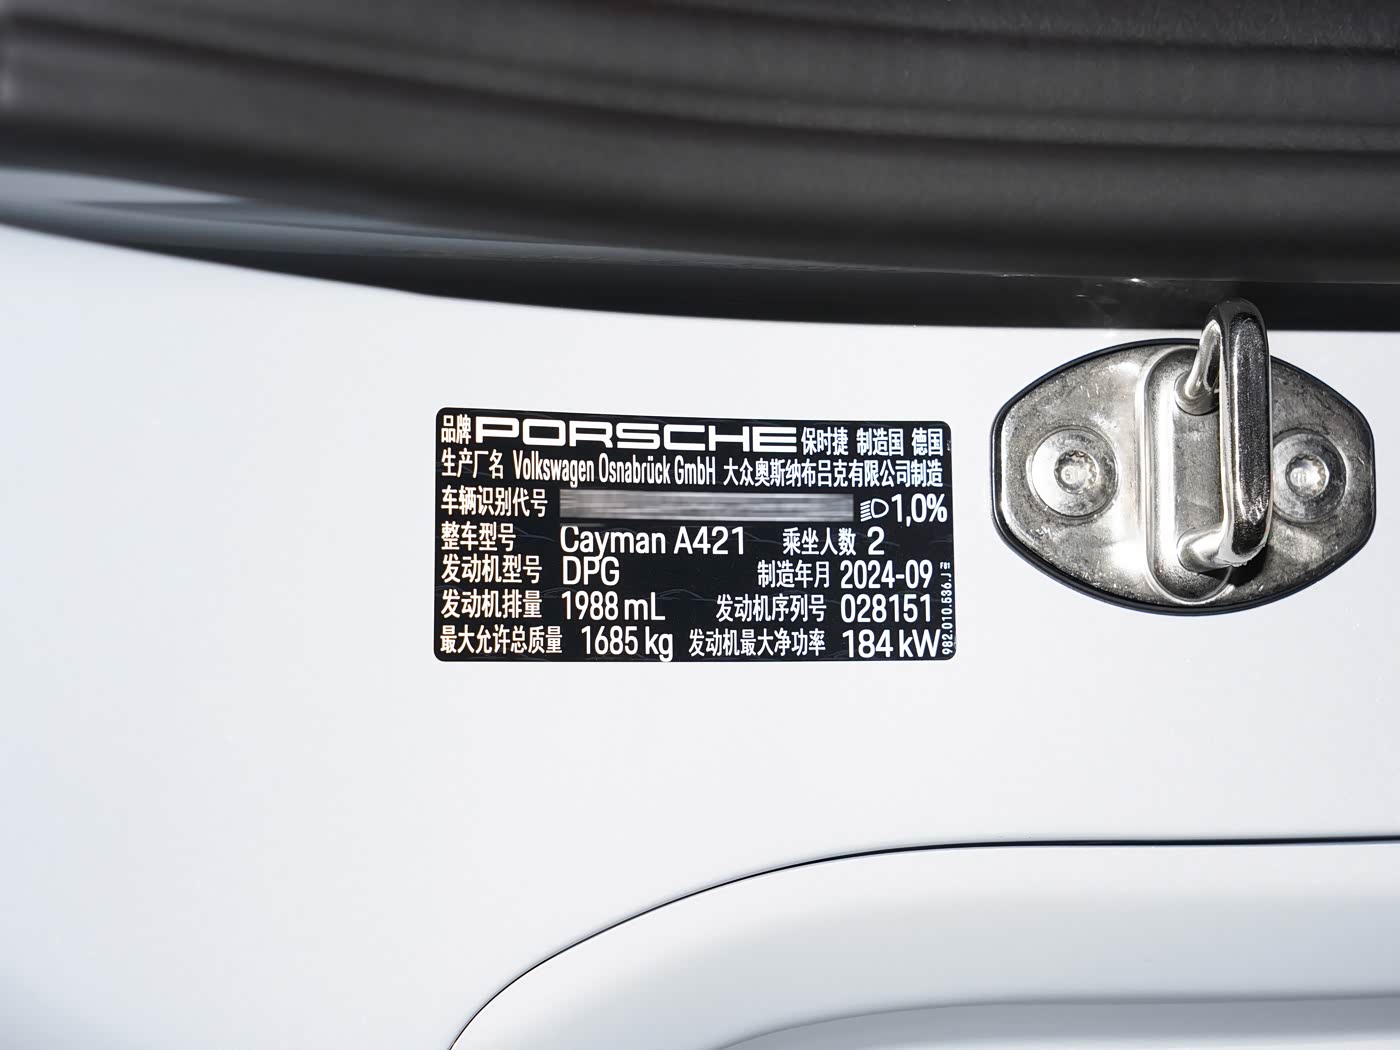 品牌 PORSCHE 保时捷 制造国 德国
生产厂名 Volkswagen Osnabrück GmbH 大众奥斯纳布吕克有限公司制造
车辆识别代号 1,0%
整车型号 Cayman A421 乘坐人数 2
发动机型号 DPG 制造年月 2024-09
发动机排量 1988 mL 发动机序列号 028151
最大允许总质量 1685 kg 发动机最大净功率 184 kW
982.010.536.J